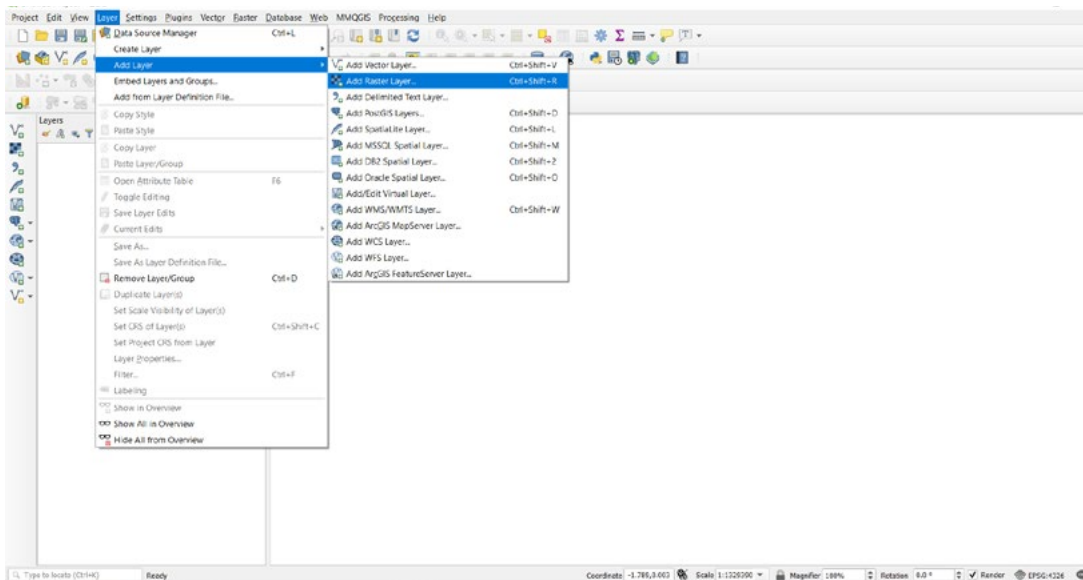 Project Edit View Layer Settings Plugins Vector Raster Database Web MMQGIS Processing Help
Data Source Manager Ctrl+L
Create Layer
Add Layer
Embed Layers and Groups...
Add from Layer Definition File...
Copy Style
Paste Style
Copy Layer
Paste Layer/Group
Open Attribute Table F6
Toggle Editing
Save Layer Edits
Current Edits
Save As...
Save As Layer Definition File...
Remove Layer/Group Ctrl+D
Duplicate Layer(s)
Set Scale Visibility of Layer(s)
Set CRS of Layer(s) Ctrl+Shift+C
Set Project CRS from Layer
Layer Properties...
Filter... Ctrl+F
Labeling
Show in Overview
Show All in Overview
Hide All from Overview
Add Vector Layer... Ctrl+Shift+V
Add Raster Layer... Ctrl+Shift+R
Add Delimited Text Layer...
Add PostGIS Layers... Ctrl+Shift+D
Add SpatiaLite Layer... Ctrl+Shift+L
Add MSSQL Spatial Layer... Ctrl+Shift+M
Add DB2 Spatial Layer... Ctrl+Shift+2
Add Oracle Spatial Layer... Ctrl+Shift+O
Add/Edit Virtual Layer...
Add WMS/WMTS Layer... Ctrl+Shift+W
Add ArcGIS MapServer Layer...
Add WCS Layer...
Add WFS Layer...
Add ArcGIS FeatureServer Layer...
Layers
Type to locate (Ctrl+K) Ready Coordinate -1.786,0.003 Scale 1:1328300 Magnifier 100% Rotation 0.0 ° Render EPSG:4326